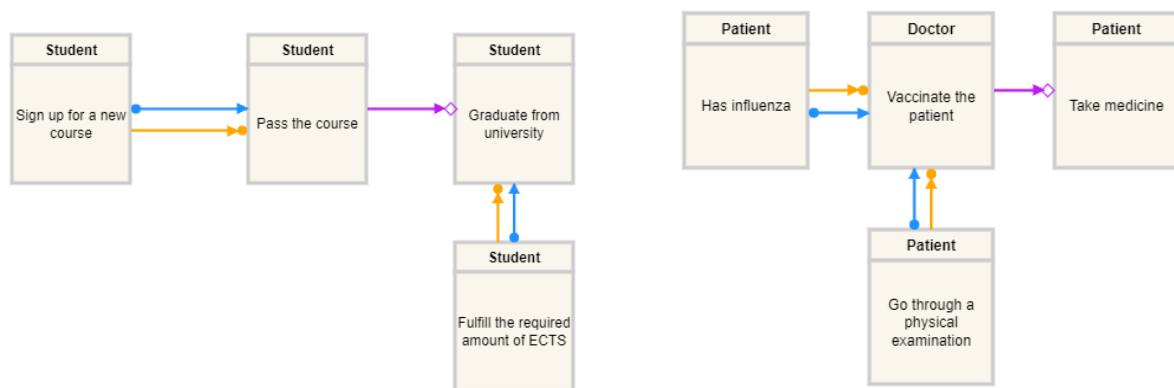 Student
Sign up for a new
course
Student
Pass the course
Student
Graduate from
university
Student
Fulfill the required
amount of ECTS
Patient
Has influenza
Doctor
Vaccinate the
patient
Patient
Take medicine
Patient
Go through a
physical
examination